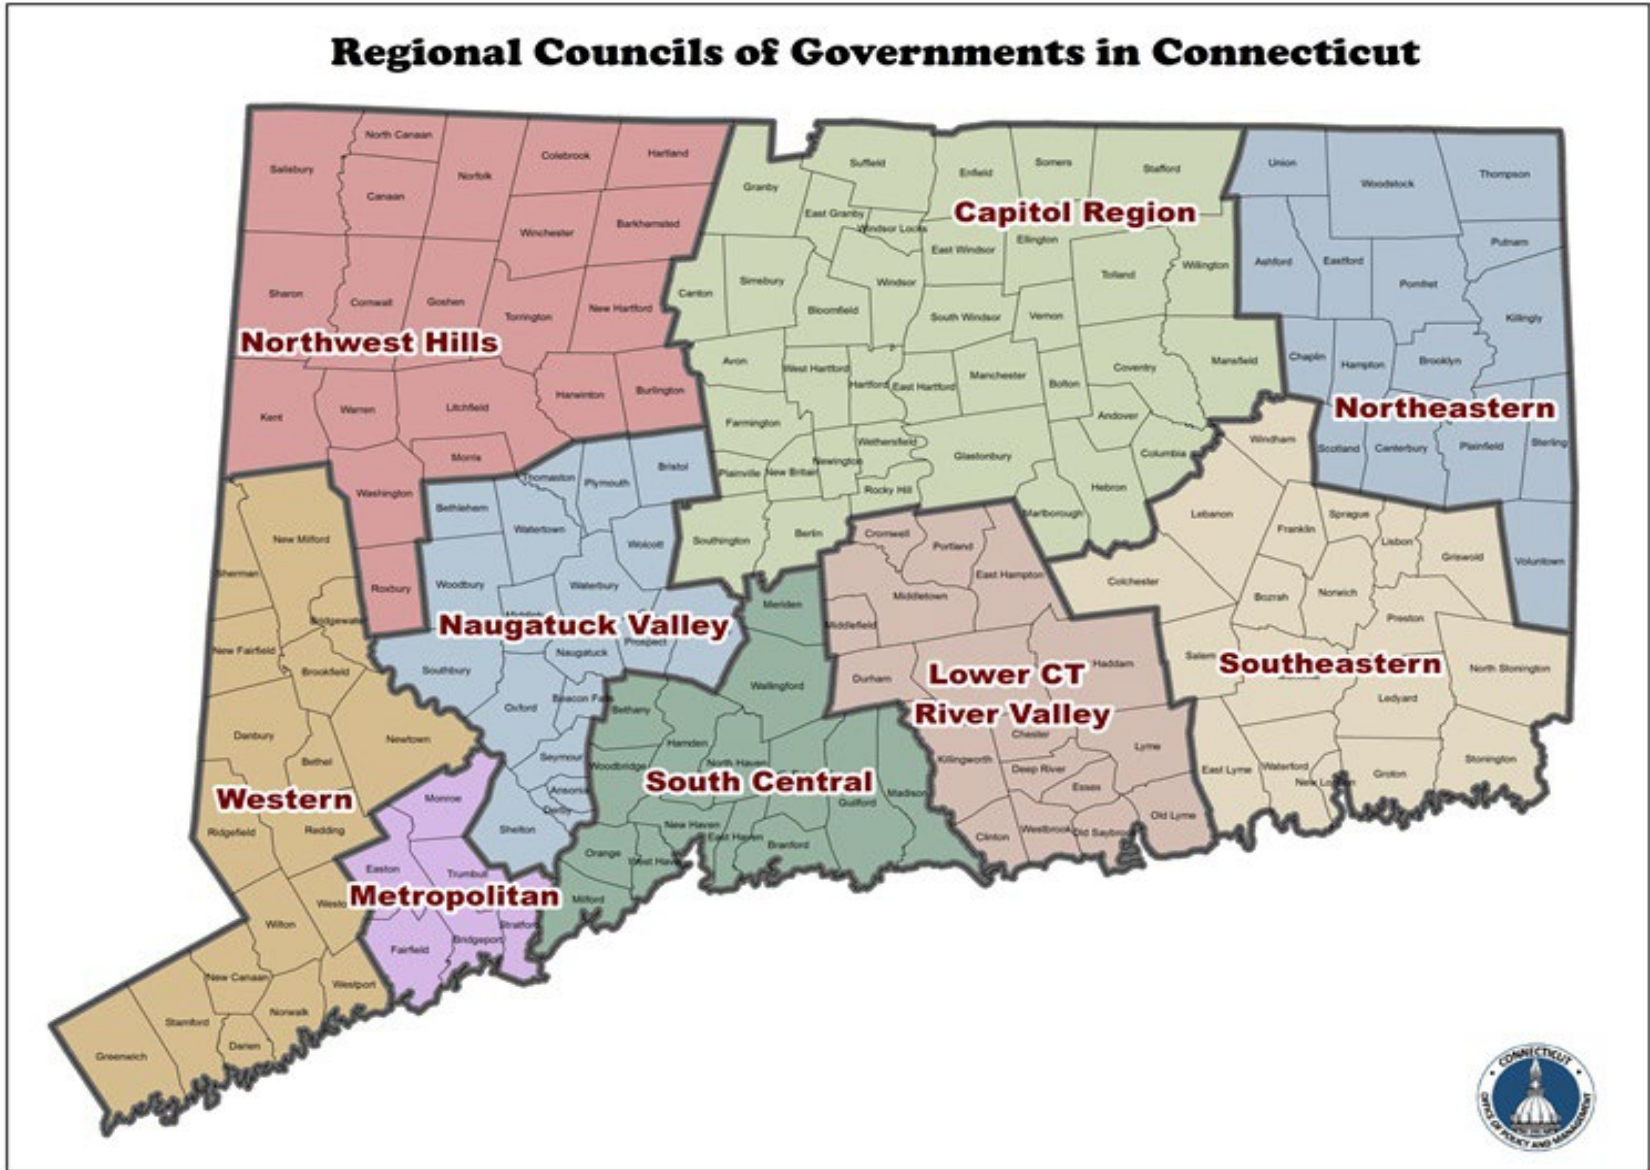 Regional Councils of Governments in Connecticut
North Canaan
Colebrook
Hartland
Salisbury
Canaan
Norfolk
Winchester
Barkhamsted
Sharon
Cornwall
Goshen
Torrington
New Hartford
Northwest Hills
Kent
Warren
Litchfield
Harwinton
Burlington
Morris
Washington
Roxbury
Granby
Suffield
Enfield
Somers
Stafford
East Granby
Windsor Locks
Capitol Region
East Windsor
Ellington
Tolland
Willington
Canton
Simsbury
Bloomfield
Windsor
South Windsor
Vernon
Avon
West Hartford
Hartford
East Hartford
Manchester
Bolton
Coventry
Mansfield
Farmington
Wethersfield
Andover
Columbia
Plainville
New Britain
Newington
Rocky Hill
Glastonbury
Hebron
Marlborough
Southington
Berlin
Union
Woodstock
Thompson
Putnam
Ashford
Eastford
Pomfret
Killingly
Chaplin
Hampton
Brooklyn
Northeastern
Scotland
Canterbury
Plainfield
Sterling
Voluntown
Bristol
Thomaston
Plymouth
Bethlehem
Watertown
Wolcott
Woodbury
Waterbury
Naugatuck Valley
Prospect
Naugatuck
Southbury
Oxford
Beacon Falls
Seymour
Ansonia
Derby
Shelton
New Milford
Sherman
Bridgewater
New Fairfield
Brookfield
Danbury
Bethel
Newtown
Western
Ridgefield
Redding
Wilton
New Canaan
Westport
Norwalk
Stamford
Darien
Greenwich
Monroe
Easton
Trumbull
Metropolitan
Fairfield
Bridgeport
Stratford
Meriden
Wallingford
Bethany
Hamden
Woodbridge
North Haven
South Central
Guilford
Madison
New Haven
East Haven
Branford
Orange
West Haven
Milford
Cromwell
Portland
East Hampton
Middletown
Middlefield
Durham
Haddam
Lower CT
River Valley
Chester
Killingworth
Deep River
Essex
Lyme
Clinton
Westbrook
Old Saybrook
Old Lyme
Windham
Lebanon
Franklin
Sprague
Lisbon
Griswold
Colchester
Bozrah
Norwich
Preston
Salem
Southeastern
North Stonington
Ledyard
East Lyme
Waterford
Groton
Stonington
CONNECTICUT
OFFICE OF POLICY AND MANAGEMENT